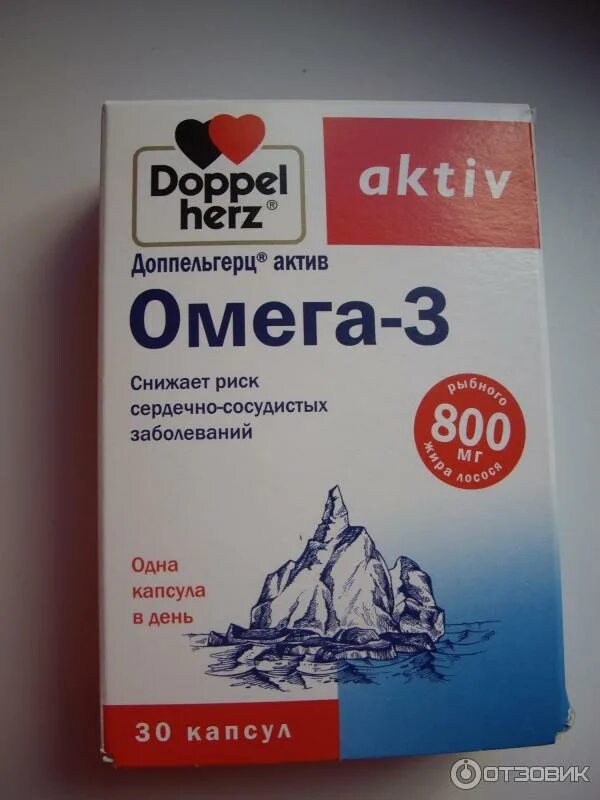 Doppel
herz®
aktiv
Доппельгерц® актив
Омега-3
Снижает риск
сердечно-сосудистых
заболеваний
рыбного
800
мг
жира лосося
Одна
капсула
в день
30 капсул
ОТЗОВИК